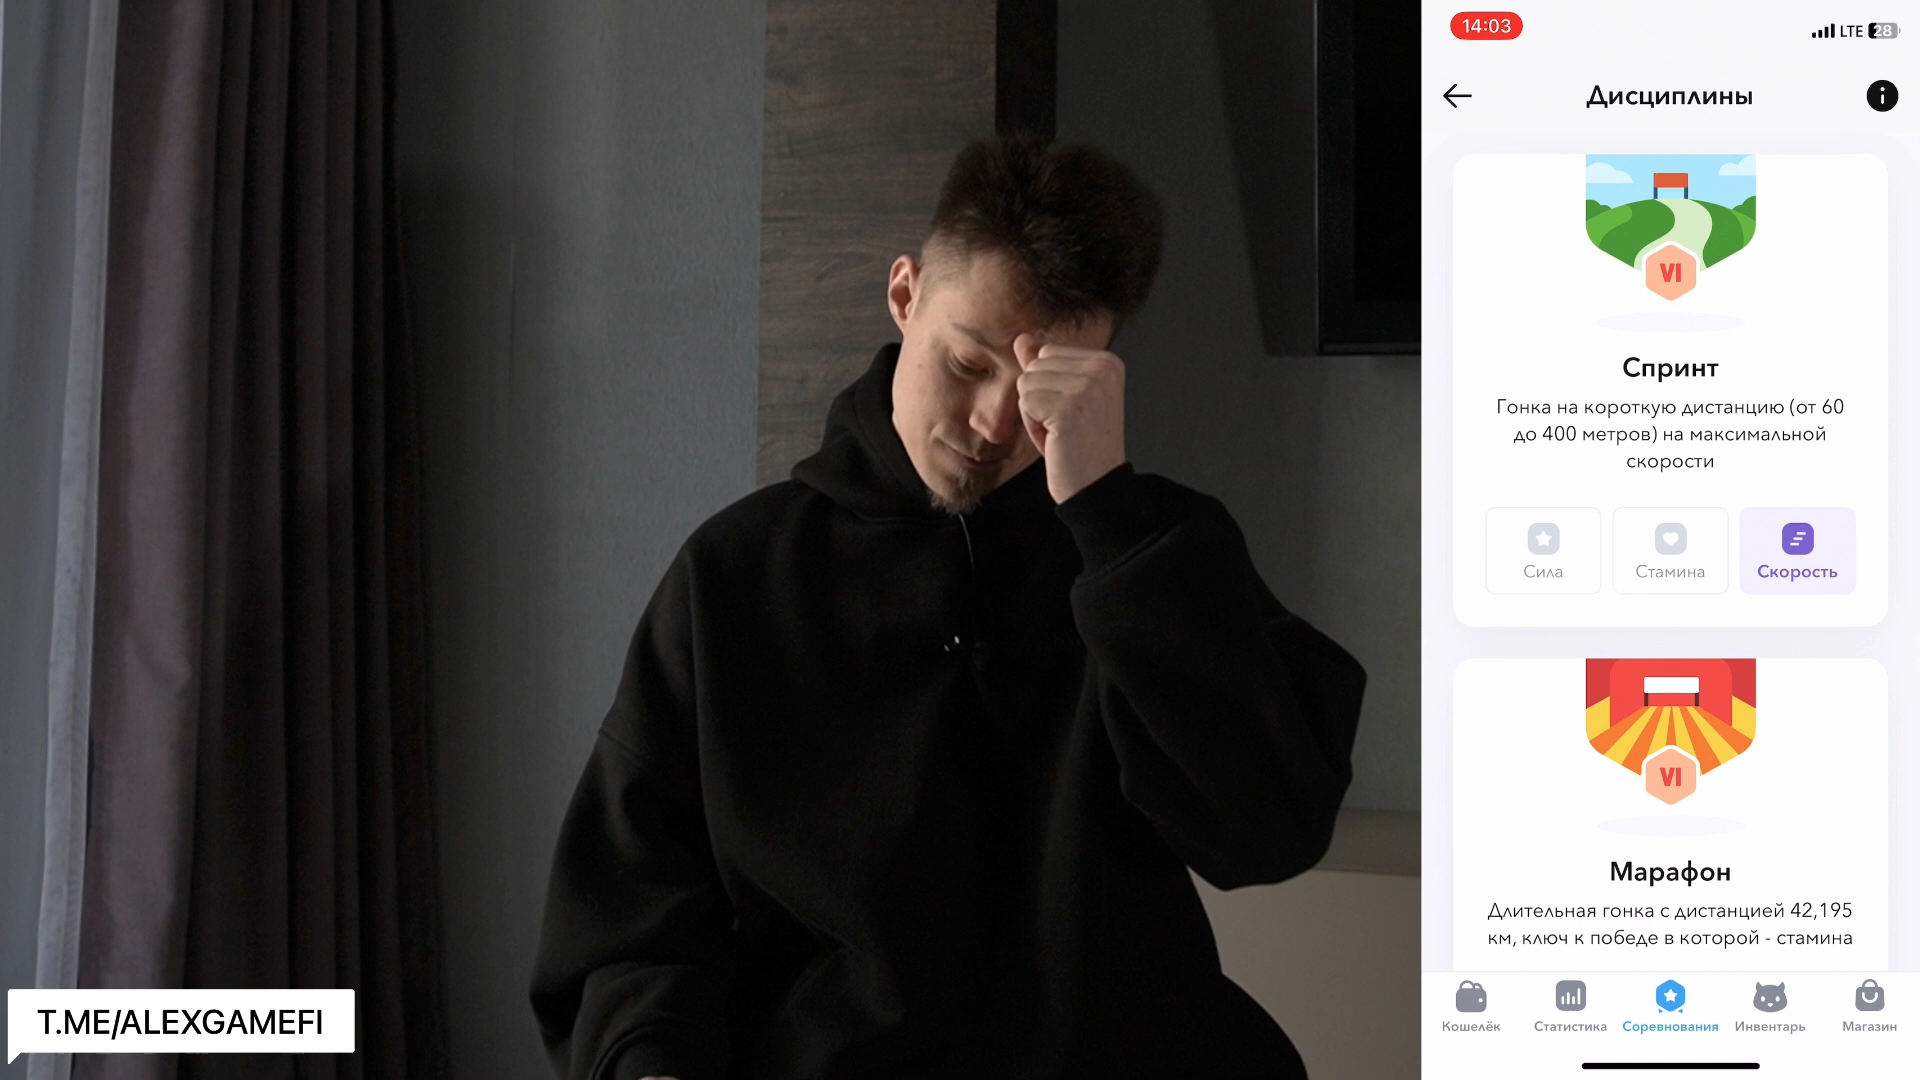 14:03
LTE 28
Дисциплины
VI
Спринт
Гонка на короткую дистанцию (от 60
до 400 метров) на максимальной
скорости
Сила
Стамина
Скорость
VI
Марафон
Длительная гонка с дистанцией 42,195
км, ключ к победе в которой - стамина
Кошелёк
Статистика
Соревнования
Инвентарь
Магазин
T.ME/ALEXGAMEFI